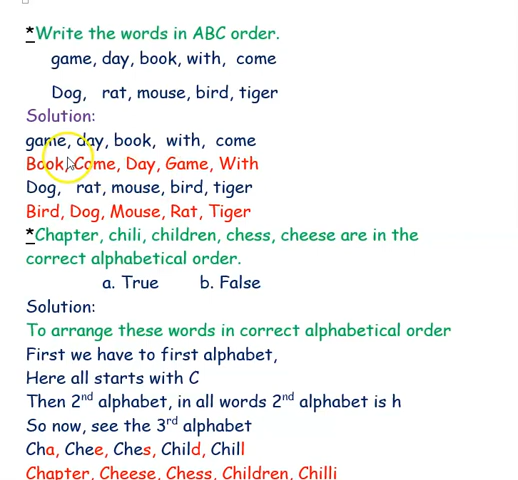 *Write the words in ABC order.
game, day, book, with, come
Dog, rat, mouse, bird, tiger
Solution:
game, day, book, with, come
Book, Come, Day, Game, With
Dog, rat, mouse, bird, tiger
Bird, Dog, Mouse, Rat, Tiger
*Chapter, chili, children, chess, cheese are in the
correct alphabetical order.
a. True b. False
Solution:
To arrange these words in correct alphabetical order
First we have to first alphabet,
Here all starts with C
Then 2nd alphabet, in all words 2nd alphabet is h
So now, see the 3rd alphabet
Cha, Chee, Ches, Child, Chill
Chapter, Cheese, Chess, Children, Chilli